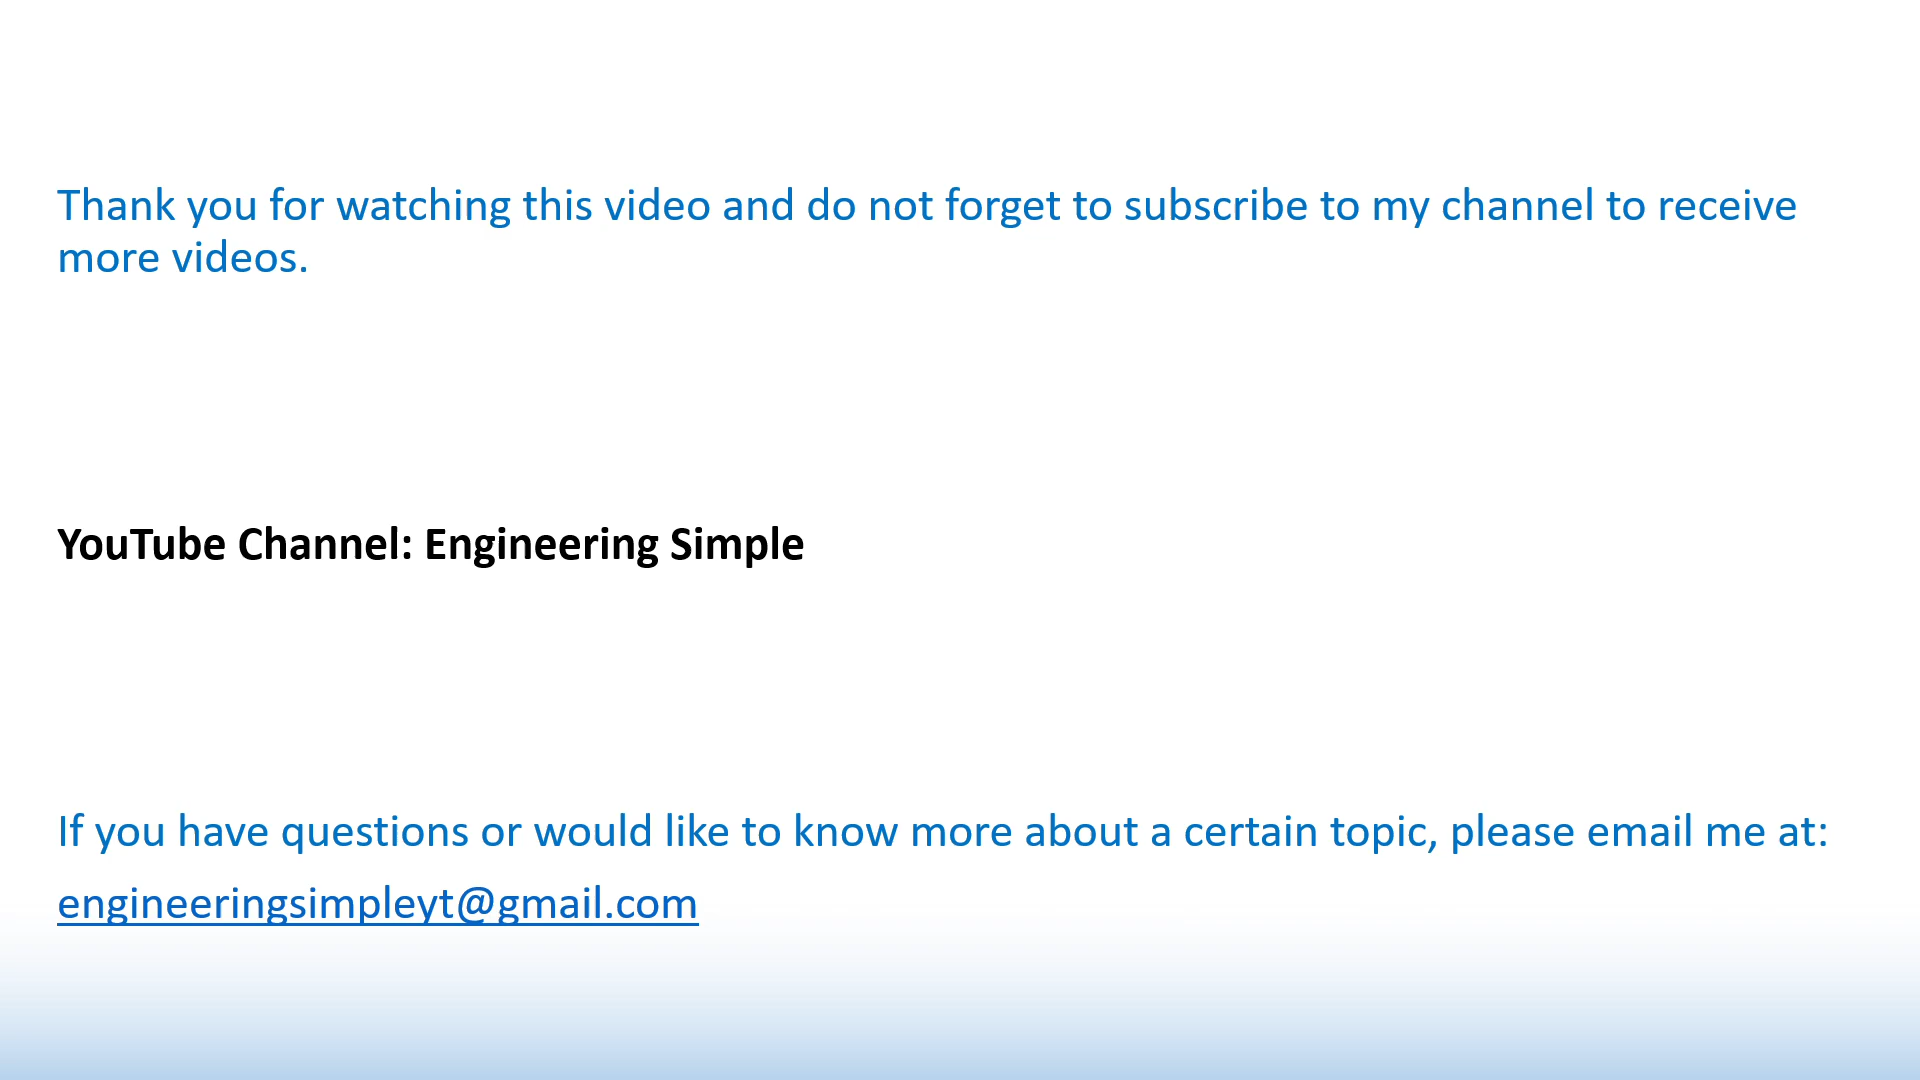 Thank you for watching this video and do not forget to subscribe to my channel to receive
more videos.
YouTube Channel: Engineering Simple
If you have questions or would like to know more about a certain topic, please email me at:
engineeringsimpleyt@gmail.com